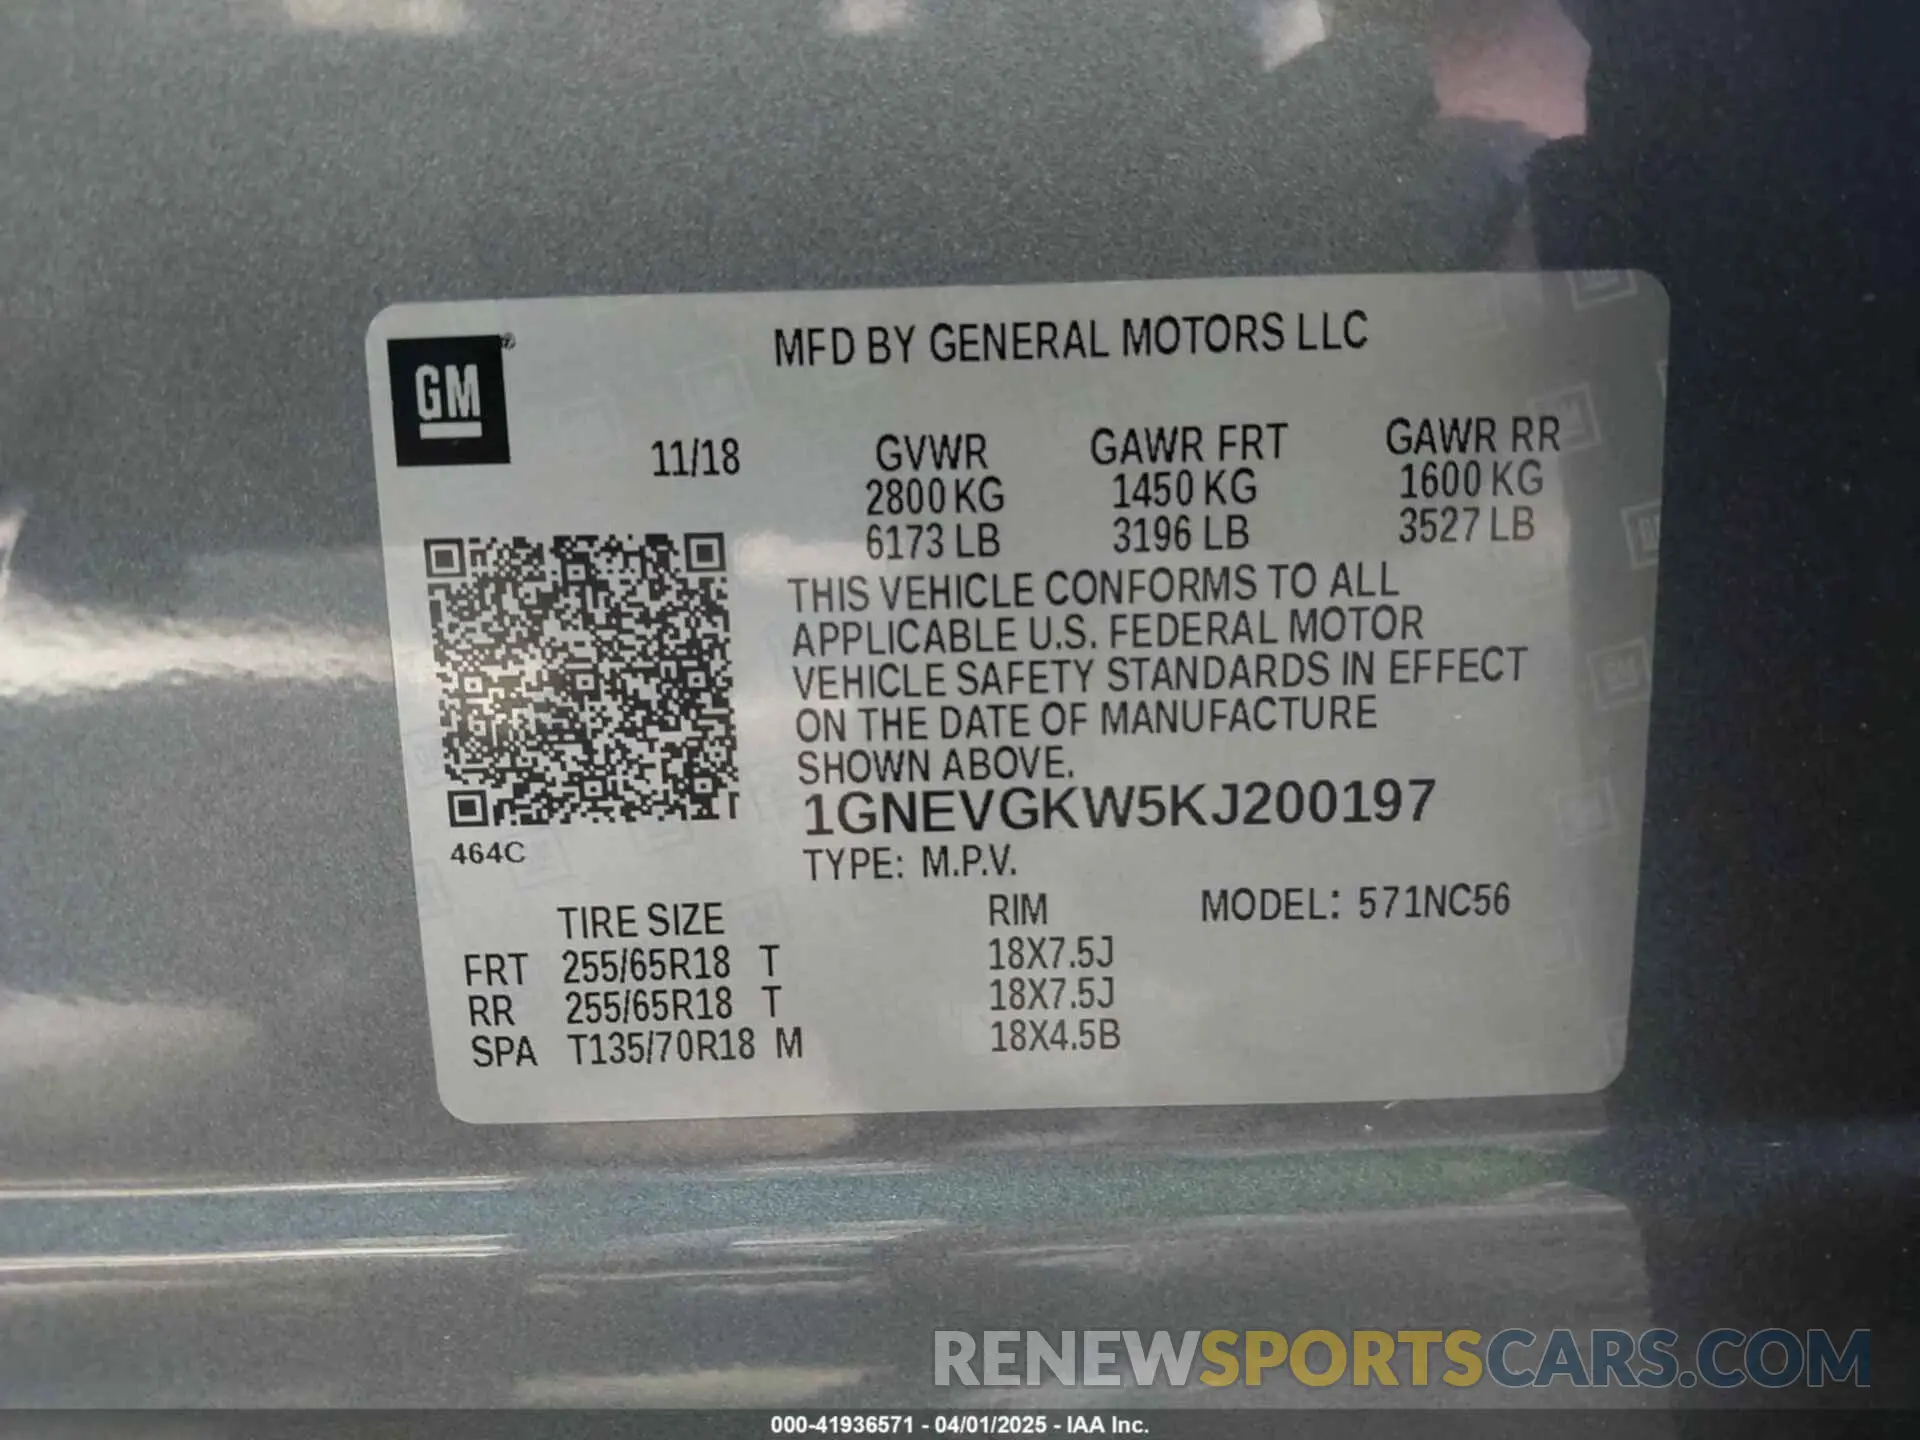 MFD BY GENERAL MOTORS LLC
GM®
11/18 GVWR GAWR FRT GAWR RR
2800 KG 1450 KG 1600 KG
6173 LB 3196 LB 3527 LB
THIS VEHICLE CONFORMS TO ALL
APPLICABLE U.S. FEDERAL MOTOR
VEHICLE SAFETY STANDARDS IN EFFECT
ON THE DATE OF MANUFACTURE
SHOWN ABOVE.
1GNEVGKW5KJ200197
464C
TYPE: M.P.V.
TIRE SIZE RIM MODEL: 571NC56
FRT 255/65R18 T 18X7.5J
RR 255/65R18 T 18X7.5J
SPA T135/70R18 M 18X4.5B
RENEWSPORTSCARS.COM
000-41936571 - 04/01/2025 - IAA Inc.